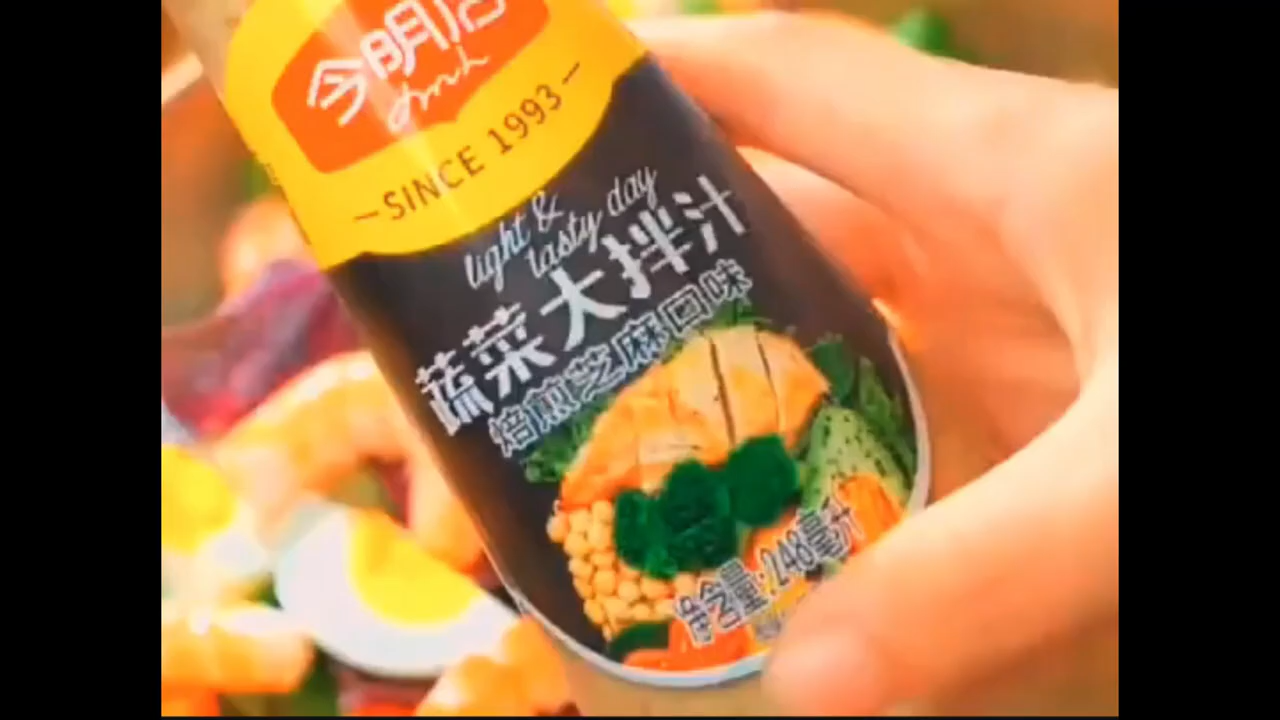 今明后
jmh
SINCE 1993
light &
tasty day
蔬菜大拌汁
焙煎芝麻口味
净含量:248毫升